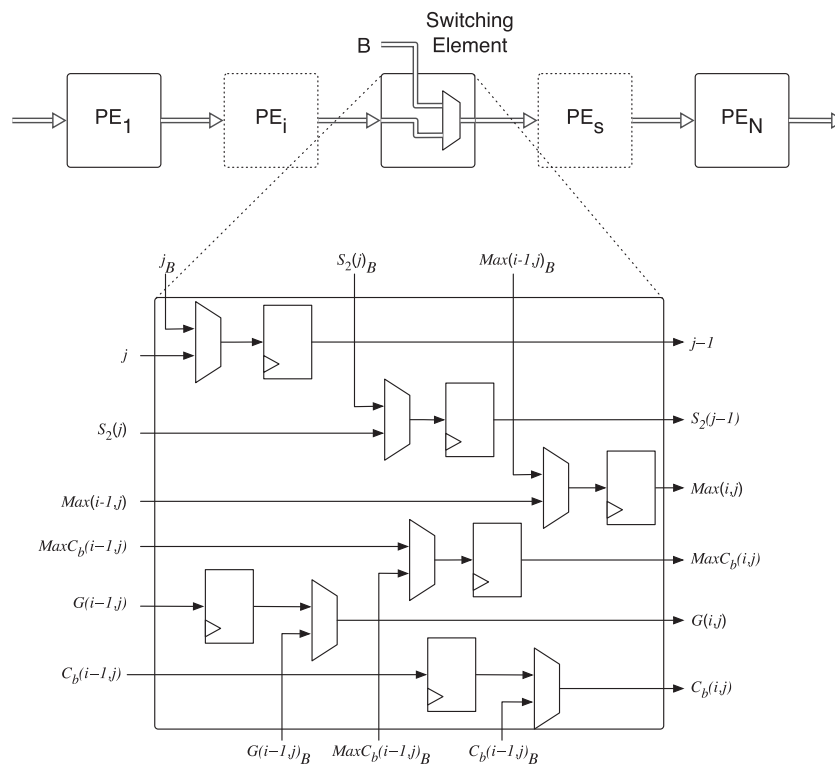 Switching
Element
B
PE1 PEi PEs PEN
jB S2(j)B Max(i-1,j)B
j j−1
S2(j) S2(j−1)
Max(i-1,j) Max(i,j)
MaxCb(i−1,j) MaxCb(i,j)
G(i−1,j) G(i,j)
Cb(i−1,j) Cb(i,j)
G(i−1,j)B MaxCb(i−1,j)B Cb(i−1,j)B